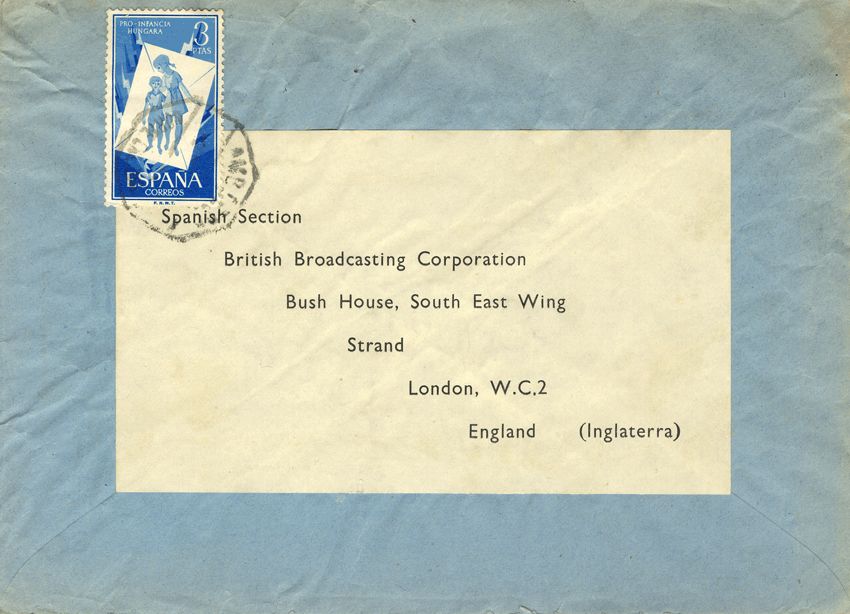 PRO-INFANCIA
HUNGARA
3
PTAS
ESPAÑA
CORREOS
F.N.M.T.
Spanish Section
British Broadcasting Corporation
Bush House, South East Wing
Strand
London, W.C.2
England (Inglaterra)